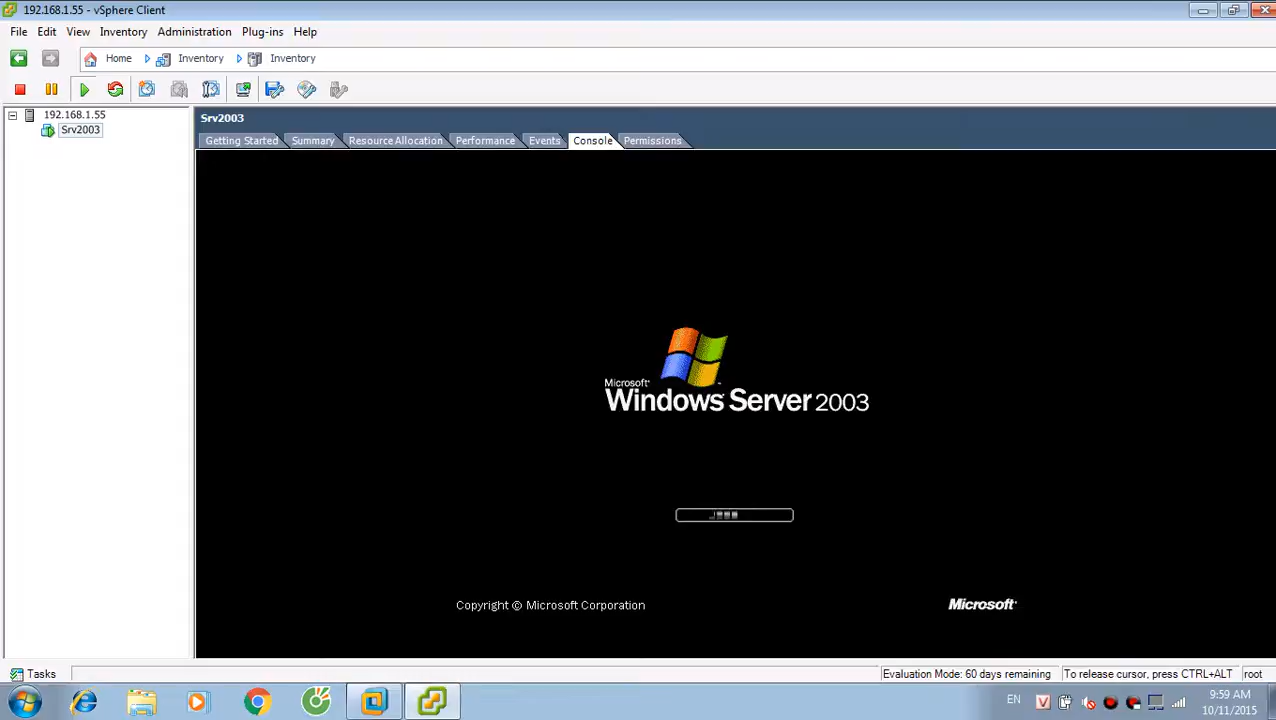 192.168.1.55 - vSphere Client
File Edit View Inventory Administration Plug-ins Help
Home Inventory Inventory
192.168.1.55
Srv2003
Srv2003
Getting Started Summary Resource Allocation Performance Events Console Permissions
Microsoft®
Windows Server 2003
Copyright © Microsoft Corporation
Microsoft®
Tasks
Evaluation Mode: 60 days remaining
To release cursor, press CTRL+ALT
root
EN
9:59 AM
10/11/2015